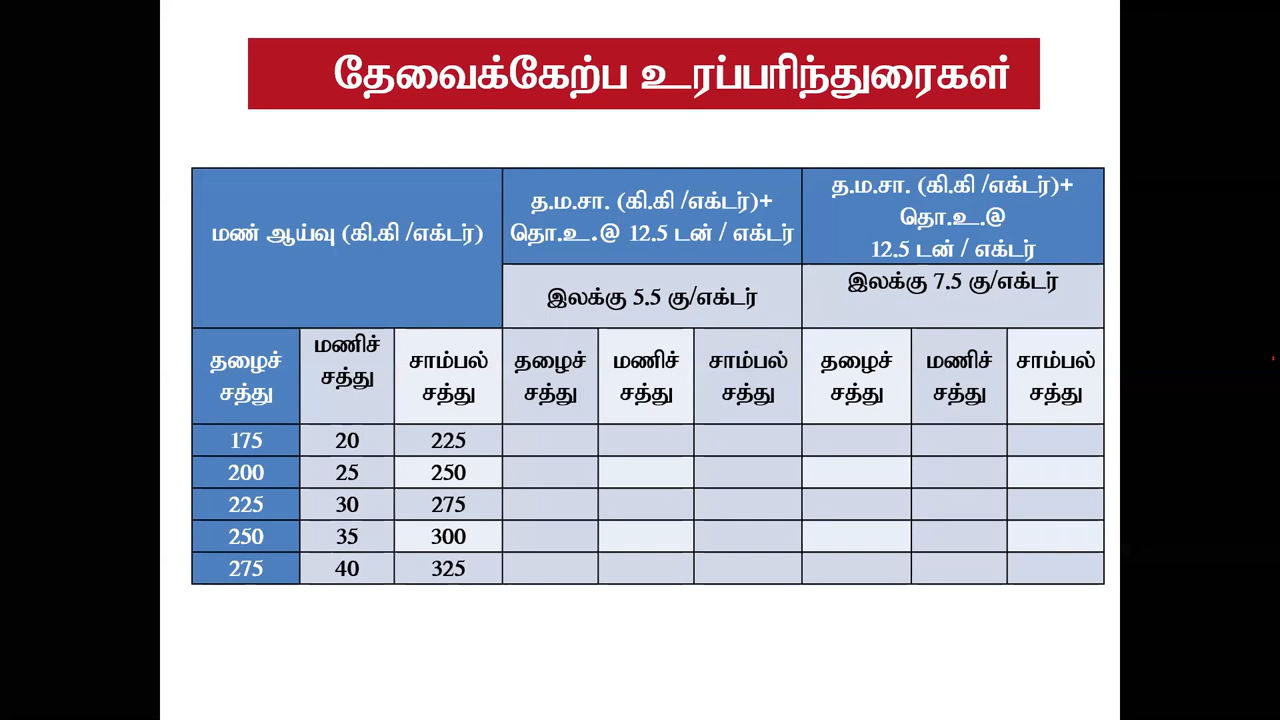 தேவைக்கேற்ப உரப்பரிந்துரைகள்
மண் ஆய்வு (கி.கி /எக்டர்)
த.ம.சா. (கி.கி /எக்டர்)+
தொ.உ.@ 12.5 டன் / எக்டர்
த.ம.சா. (கி.கி /எக்டர்)+
தொ.உ.@
12.5 டன் / எக்டர்
இலக்கு 5.5 கு/எக்டர்
இலக்கு 7.5 கு/எக்டர்
தழைச்
சத்து
மணிச்
சத்து
சாம்பல்
சத்து
தழைச்
சத்து
மணிச்
சத்து
சாம்பல்
சத்து
தழைச்
சத்து
மணிச்
சத்து
சாம்பல்
சத்து
175 20 225
200 25 250
225 30 275
250 35 300
275 40 325